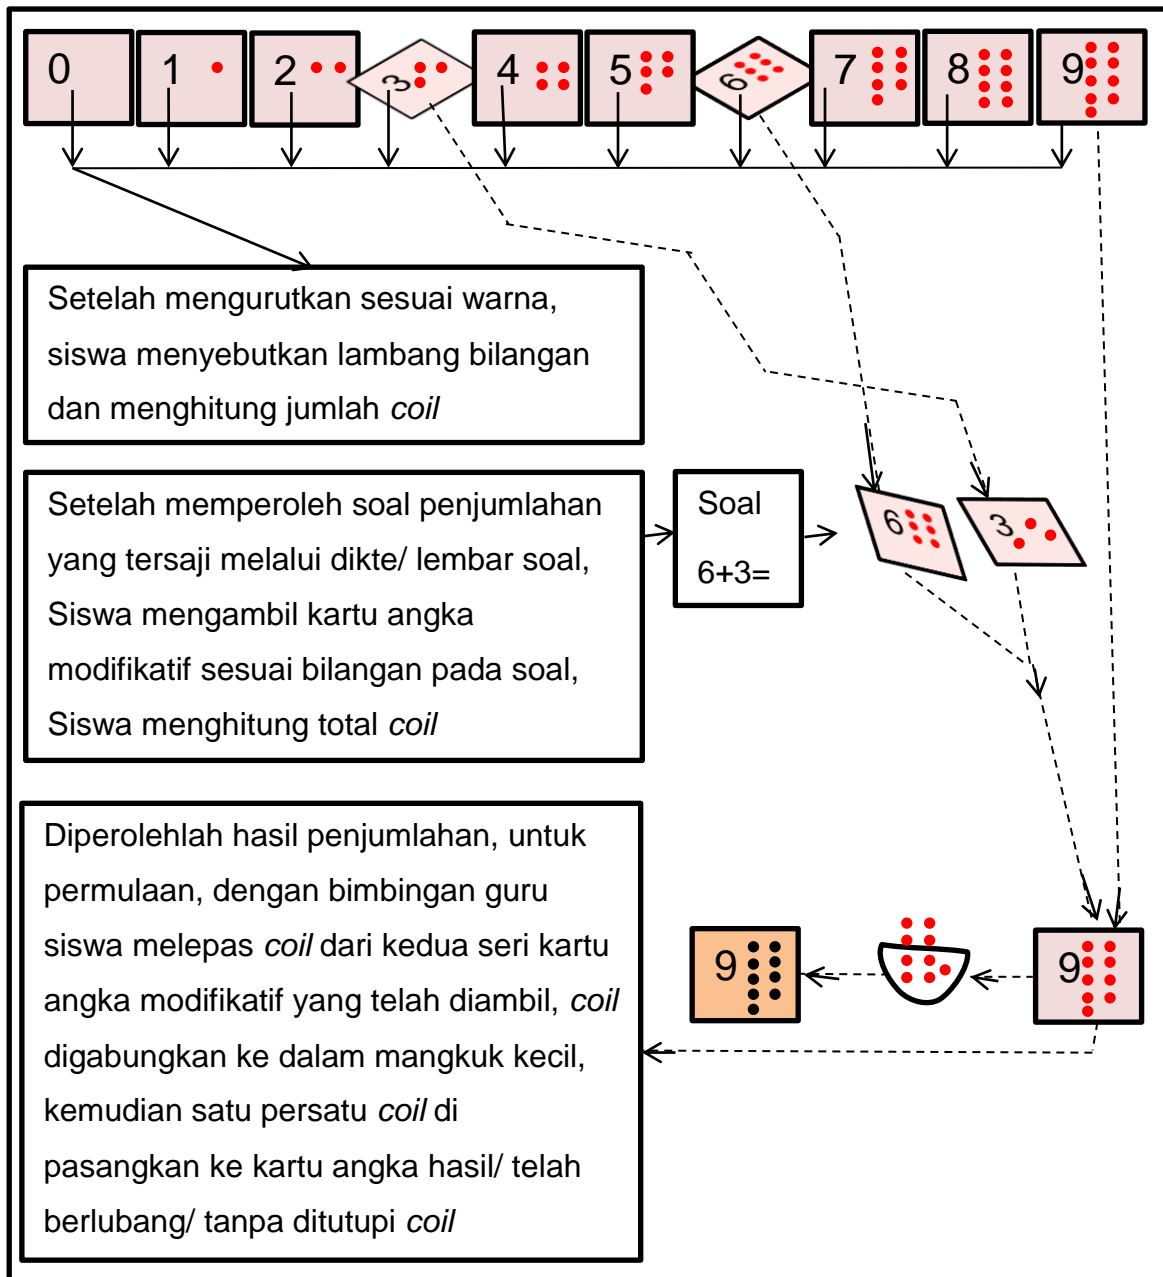 0 1 2 3 4 5 6 7 8 9
Setelah mengurutkan sesuai warna,
siswa menyebutkan lambang bilangan
dan menghitung jumlah coil
Setelah memperoleh soal penjumlahan
yang tersaji melalui dikte/ lembar soal,
Siswa mengambil kartu angka
modifikatif sesuai bilangan pada soal,
Siswa menghitung total coil
Soal
6+3=
6 3
Diperolehlah hasil penjumlahan, untuk
permulaan, dengan bimbingan guru
siswa melepas coil dari kedua seri kartu
angka modifikatif yang telah diambil, coil
digabungkan ke dalam mangkuk kecil,
kemudian satu persatu coil di
pasangkan ke kartu angka hasil/ telah
berlubang/ tanpa ditutupi coil
9 9